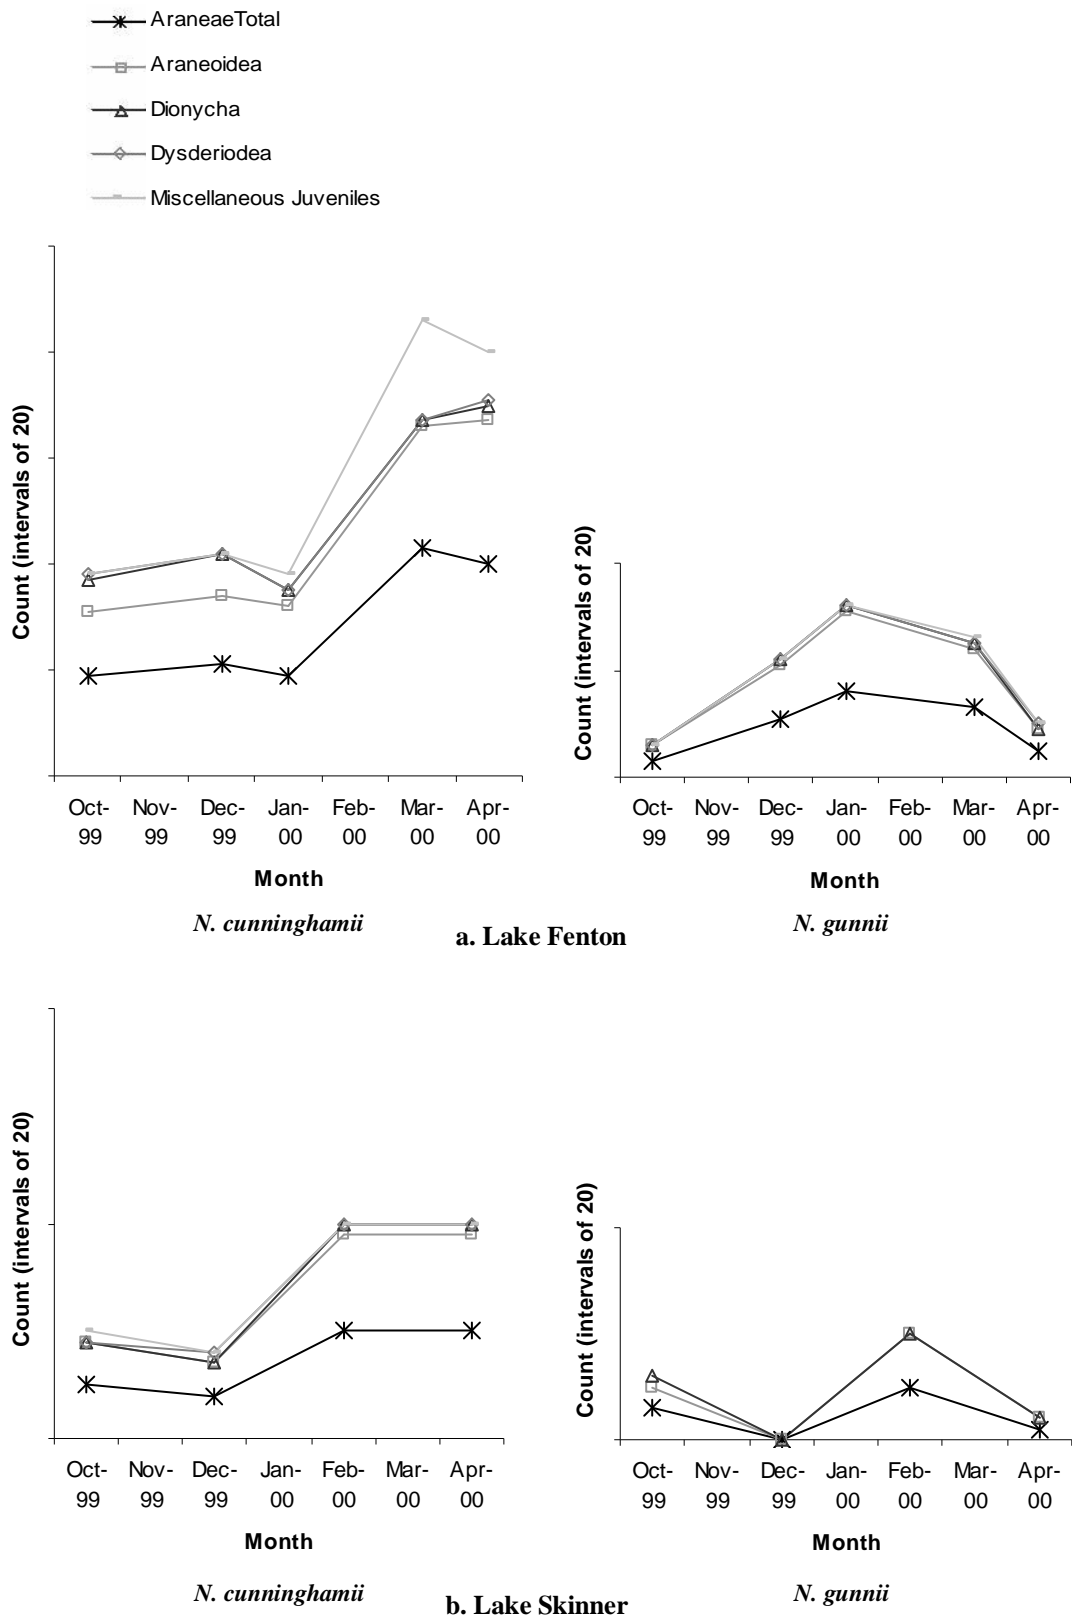 AraneaeTotal
Araneoidea
Dionycha
Dysderiodea
Miscellaneous Juveniles
Count (intervals of 20)
Oct-99 Nov-99 Dec-99 Jan-00 Feb-00 Mar-00 Apr-00
Month
N. cunninghamii
Count (intervals of 20)
Oct-99 Nov-99 Dec-99 Jan-00 Feb-00 Mar-00 Apr-00
Month
N. gunnii
a. Lake Fenton
Count (intervals of 20)
Oct-99 Nov-99 Dec-99 Jan-00 Feb-00 Mar-00 Apr-00
Month
N. cunninghamii
Count (intervals of 20)
Oct-99 Nov-99 Dec-99 Jan-00 Feb-00 Mar-00 Apr-00
Month
N. gunnii
b. Lake Skinner